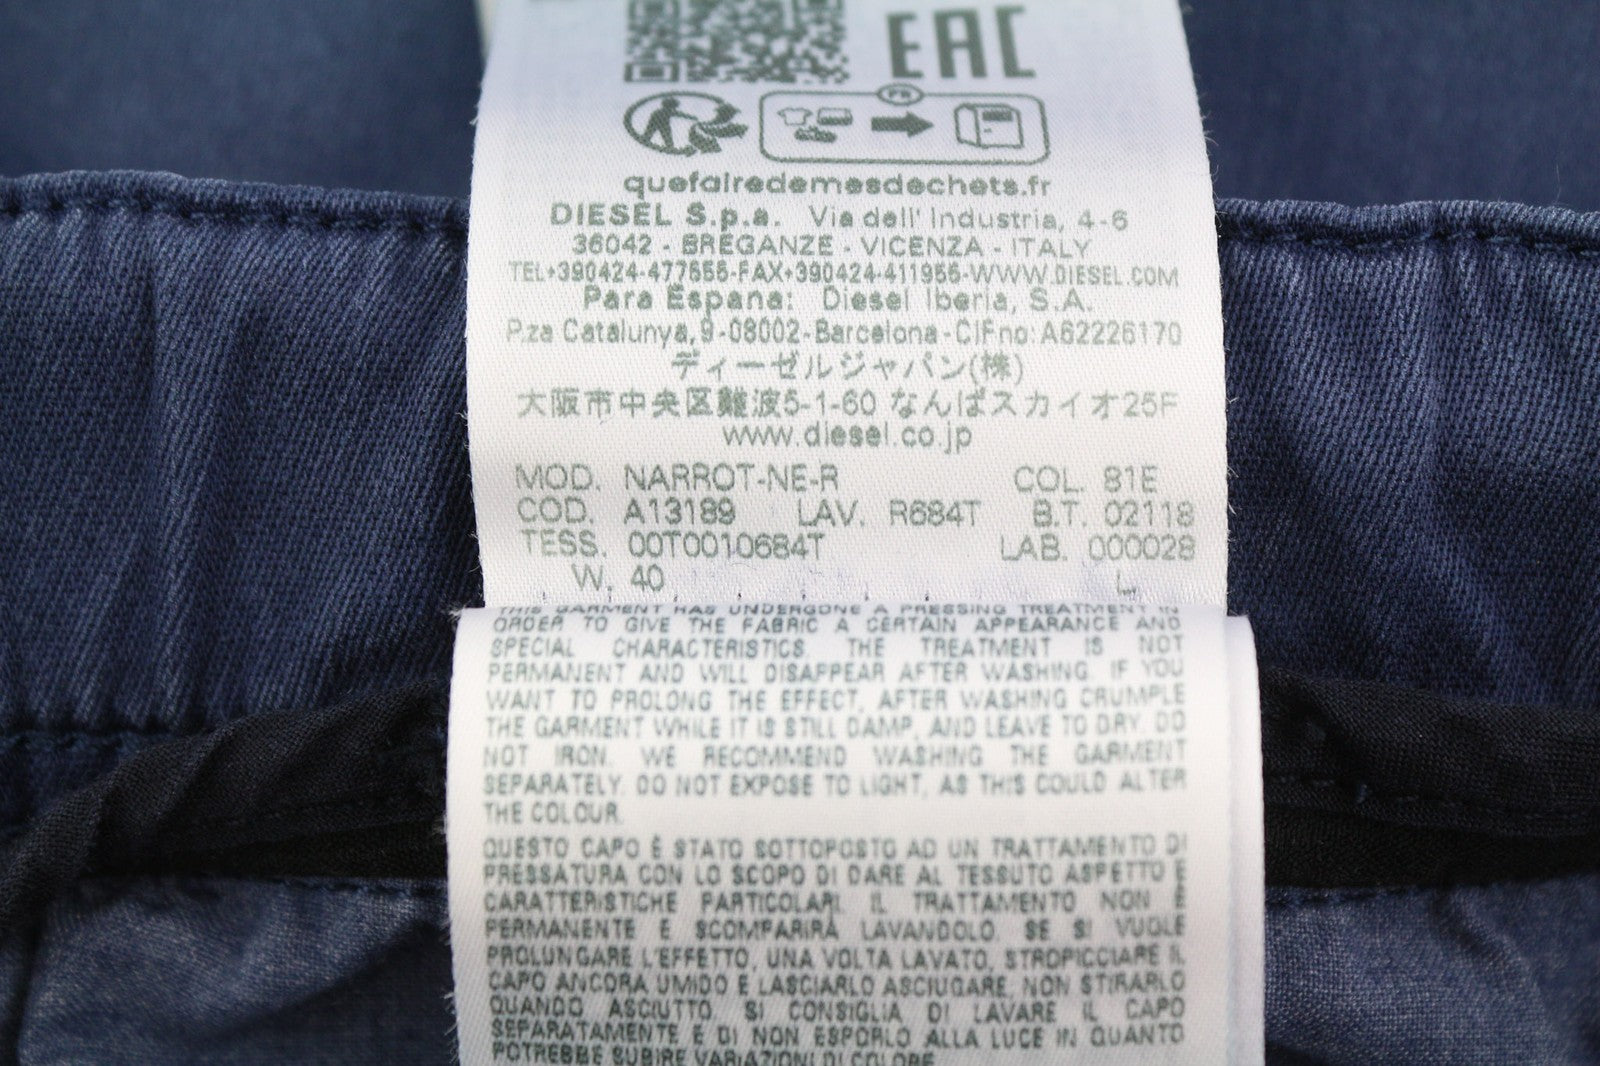 EAC
FR
quefairedemesdechets.fr
DIESEL S.p.a. Via dell' Industria, 4-6
36042 - BREGANZE - VICENZA - ITALY
TEL+390424-477555-FAX+390424-411955-WWW.DIESEL.COM
Para Espana: Diesel Iberia, S.A.
P.za Catalunya, 9-08002-Barcelona-CIFno:A62226170
ディーゼルジャパン(株)
大阪市中央区難波5-1-60 なんばスカイオ25F
www.diesel.co.jp
MOD. NARROT-NE-R COL. 81E
COD. A13189 LAV. R684T B.T. 02118
TESS. 00T0010684T LAB. 000028
W. 40 L
THIS GARMENT HAS UNDERGONE A PRESSING TREATMENT IN
ORDER TO GIVE THE FABRIC A CERTAIN APPEARANCE AND
SPECIAL CHARACTERISTICS. THE TREATMENT IS NOT
PERMANENT AND WILL DISAPPEAR AFTER WASHING. IF YOU
WANT TO PROLONG THE EFFECT, AFTER WASHING CRUMPLE
THE GARMENT WHILE IT IS STILL DAMP, AND LEAVE TO DRY. DO
NOT IRON. WE RECOMMEND WASHING THE GARMENT
SEPARATELY. DO NOT EXPOSE TO LIGHT, AS THIS COULD ALTER
THE COLOUR.
QUESTO CAPO È STATO SOTTOPOSTO AD UN TRATTAMENTO DI
PRESSATURA CON LO SCOPO DI DARE AL TESSUTO ASPETTO E
CARATTERISTICHE PARTICOLARI. IL TRATTAMENTO NON È
PERMANENTE E SCOMPARIRÀ LAVANDOLO. SE SI VUOLE
PROLUNGARE L'EFFETTO, UNA VOLTA LAVATO, STROPICCIARE IL
CAPO ANCORA UMIDO E LASCIARLO ASCIUGARE, NON STIRARLO
QUANDO ASCIUTTO. SI CONSIGLIA DI LAVARE IL CAPO
SEPARATAMENTE E DI NON ESPORLO ALLA LUCE IN QUANTO
POTREBBE SUBIRE VARIAZIONI DI COLORE.